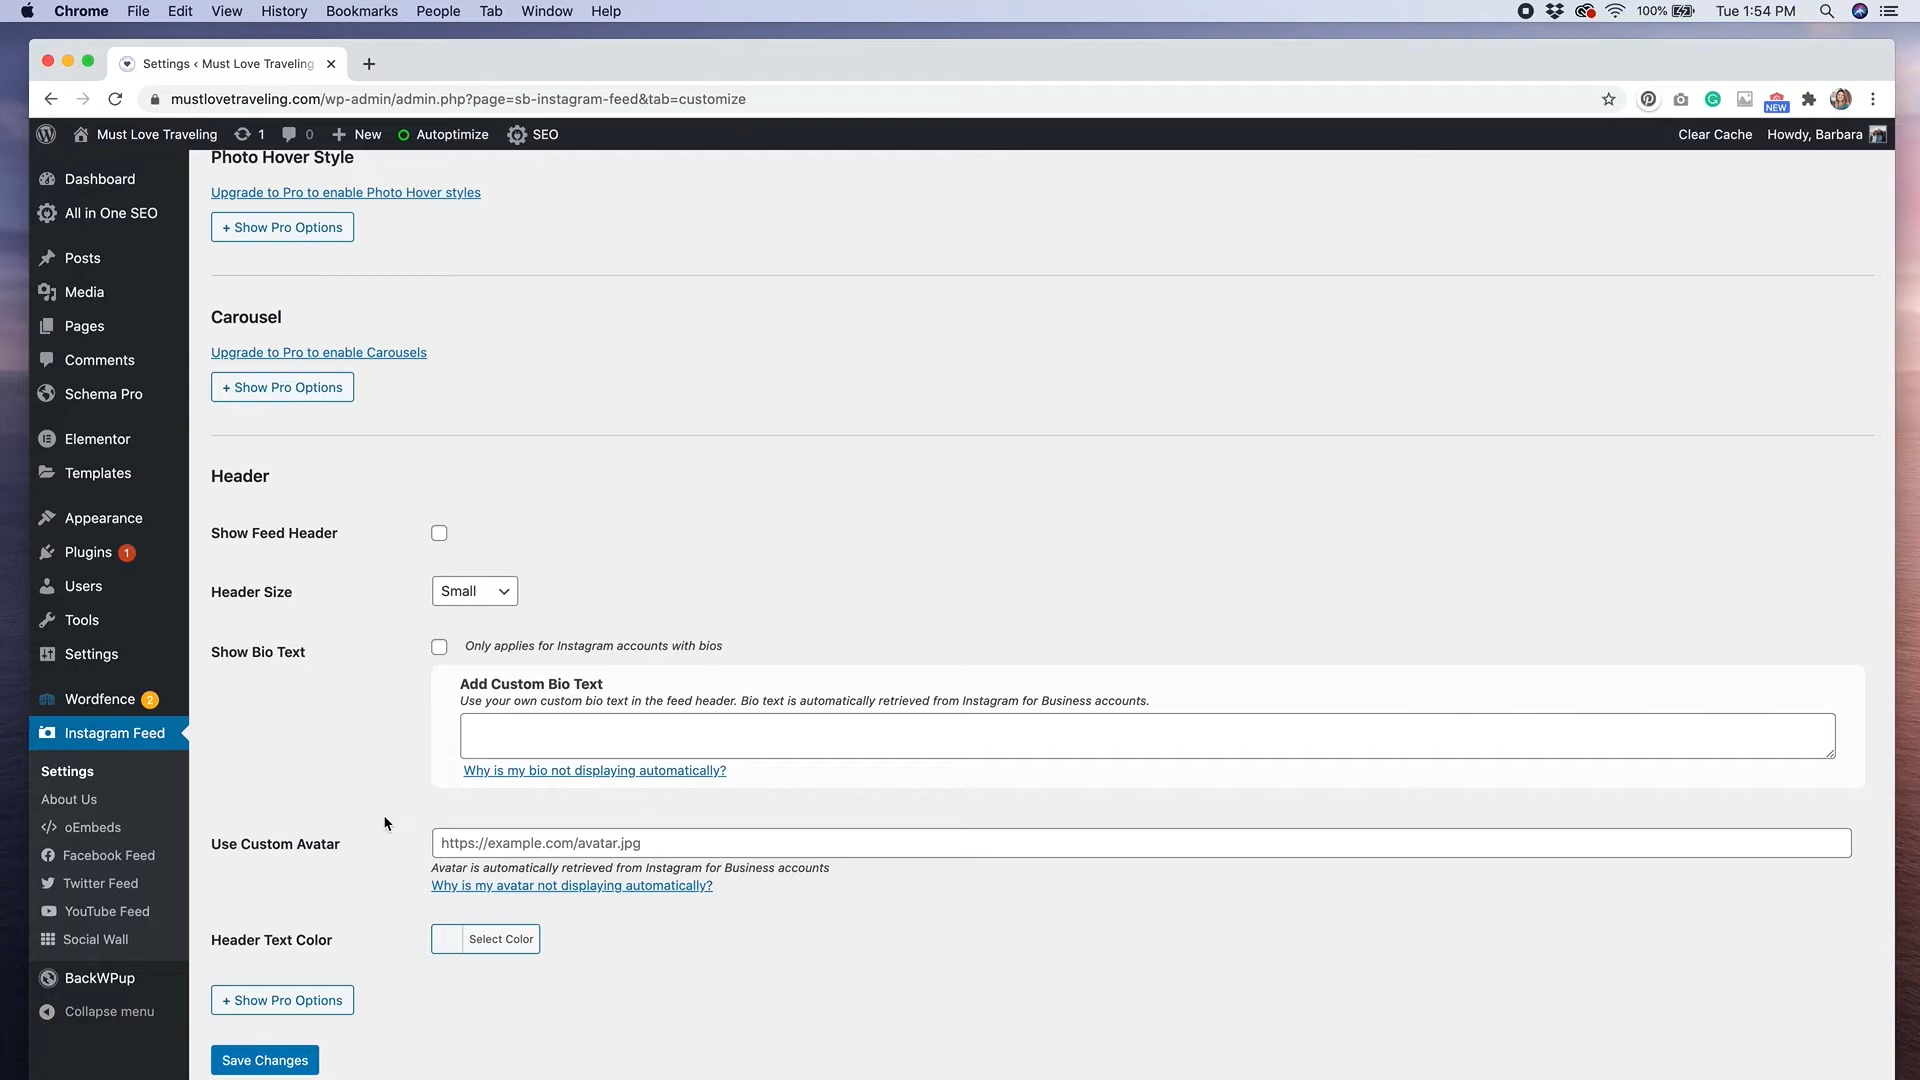 Chrome File Edit View History Bookmarks People Tab Window Help 100% Tue 1:54 PM
Settings ‹ Must Love Traveling
mustlovetraveling.com/wp-admin/admin.php?page=sb-instagram-feed&tab=customize
NEW
Must Love Traveling 1 0 New Autoptimize SEO Clear Cache Howdy, Barbara
Dashboard
All in One SEO
Posts
Media
Pages
Comments
Schema Pro
Elementor
Templates
Appearance
Plugins 1
Users
Tools
Settings
Wordfence 2
Instagram Feed
Settings
About Us
</> oEmbeds
Facebook Feed
Twitter Feed
YouTube Feed
Social Wall
BackWPup
Collapse menu
Photo Hover Style
Upgrade to Pro to enable Photo Hover styles
+ Show Pro Options
Carousel
Upgrade to Pro to enable Carousels
+ Show Pro Options
Header
Show Feed Header
Header Size Small
Show Bio Text Only applies for Instagram accounts with bios
Add Custom Bio Text
Use your own custom bio text in the feed header. Bio text is automatically retrieved from Instagram for Business accounts.
Why is my bio not displaying automatically?
Use Custom Avatar https://example.com/avatar.jpg
Avatar is automatically retrieved from Instagram for Business accounts
Why is my avatar not displaying automatically?
Header Text Color Select Color
+ Show Pro Options
Save Changes